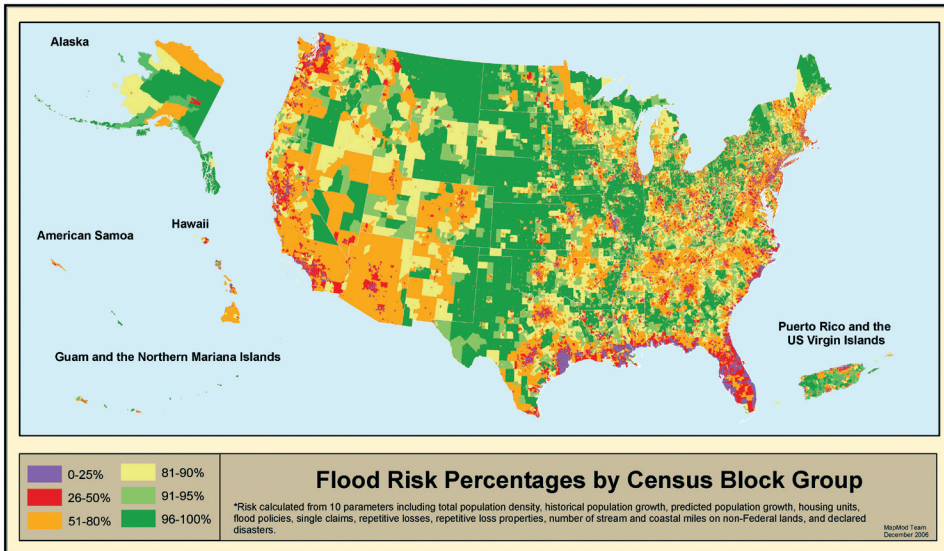 Alaska
Hawaii
American Samoa
Guam and the Northern Mariana Islands
Puerto Rico and the
US Virgin Islands
0-25%
26-50%
51-80%
81-90%
91-95%
96-100%
Flood Risk Percentages by Census Block Group
*Risk calculated from 10 parameters including total population density, historical population growth, predicted population growth, housing units,
flood policies, single claims, repetitive losses, repetitive loss properties, number of stream and coastal miles on non-Federal lands, and declared
disasters.
MapMod Team
December 2006